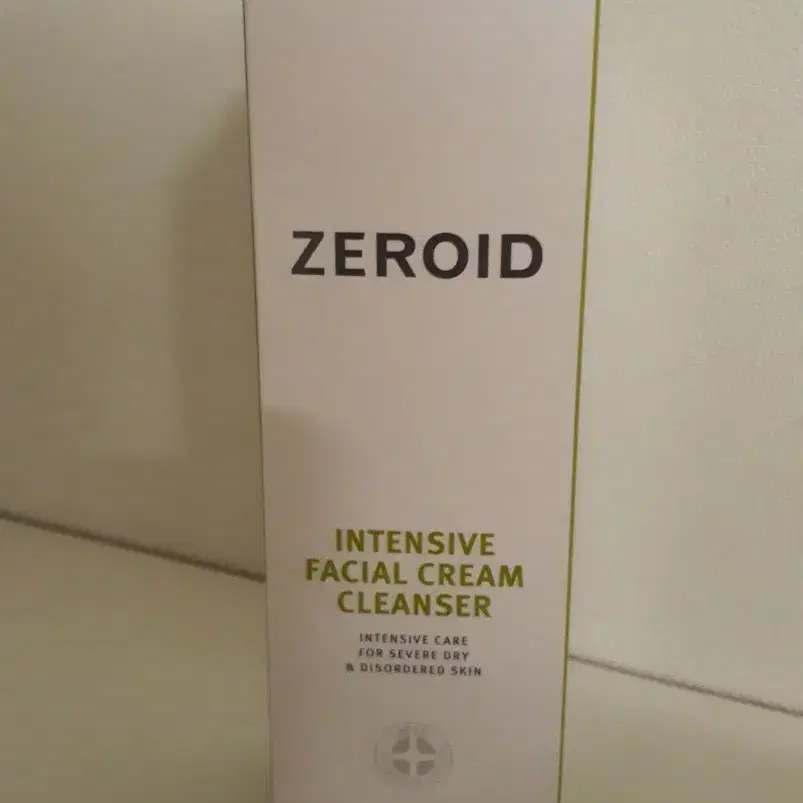 ZEROID
INTENSIVE
FACIAL CREAM
CLEANSER
INTENSIVE CARE
FOR SEVERE DRY
& DISORDERED SKIN